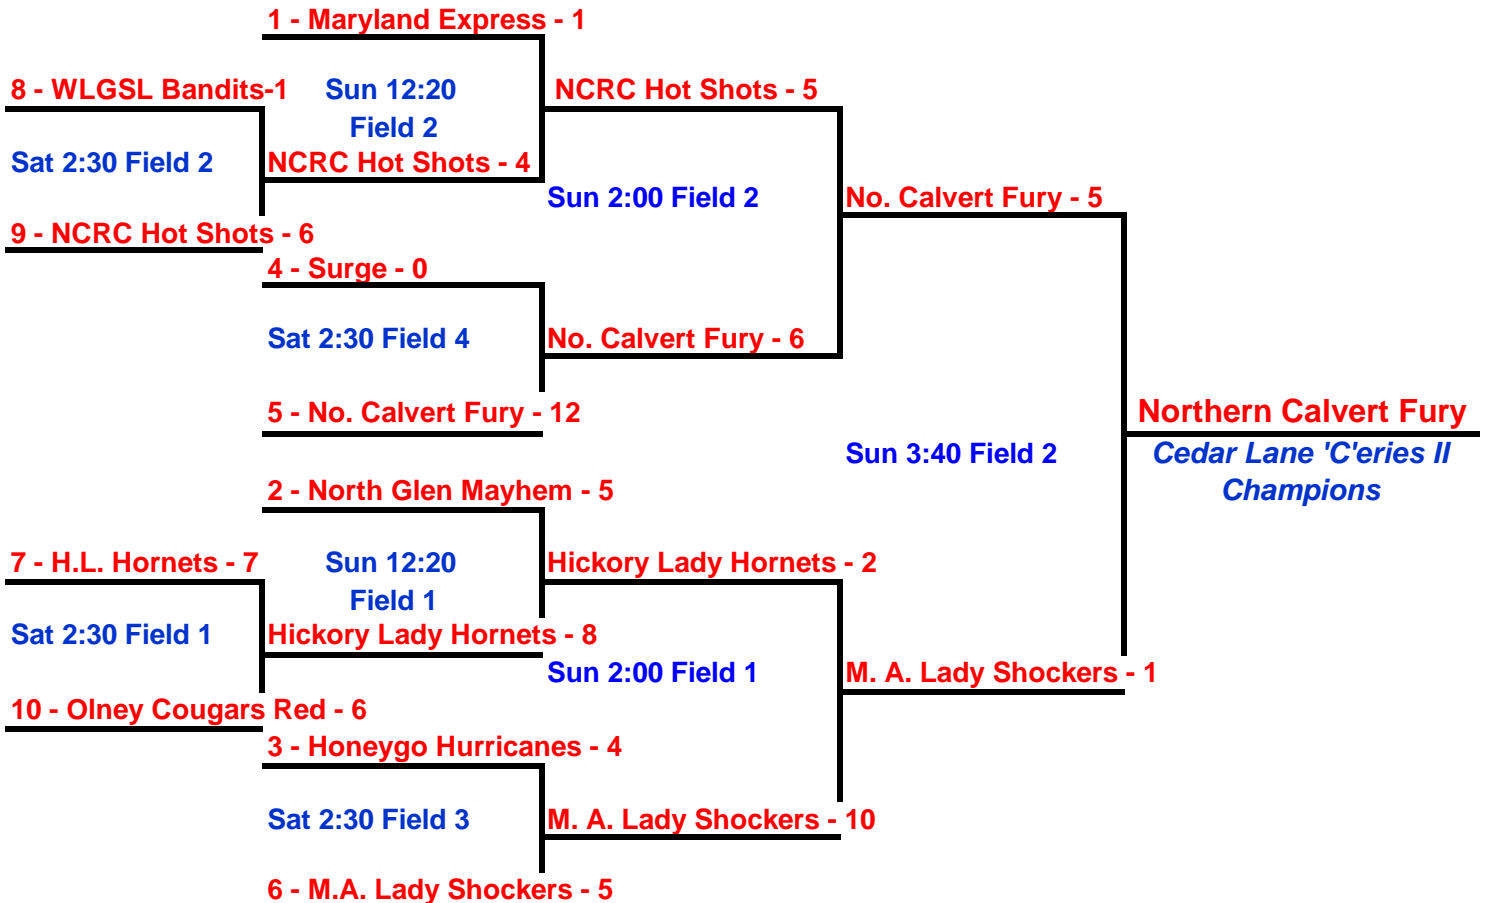 1 - Maryland Express - 1
8 - WLGSL Bandits-1
Sun 12:20
Field 2
NCRC Hot Shots - 5
Sat 2:30 Field 2
NCRC Hot Shots - 4
Sun 2:00 Field 2
No. Calvert Fury - 5
9 - NCRC Hot Shots - 6
4 - Surge - 0
Sat 2:30 Field 4
No. Calvert Fury - 6
5 - No. Calvert Fury - 12
Northern Calvert Fury
Sun 3:40 Field 2
Cedar Lane 'C'eries II
Champions
2 - North Glen Mayhem - 5
7 - H.L. Hornets - 7
Sun 12:20
Field 1
Hickory Lady Hornets - 2
Sat 2:30 Field 1
Hickory Lady Hornets - 8
Sun 2:00 Field 1
M. A. Lady Shockers - 1
10 - Olney Cougars Red - 6
3 - Honeygo Hurricanes - 4
Sat 2:30 Field 3
M. A. Lady Shockers - 10
6 - M.A. Lady Shockers - 5